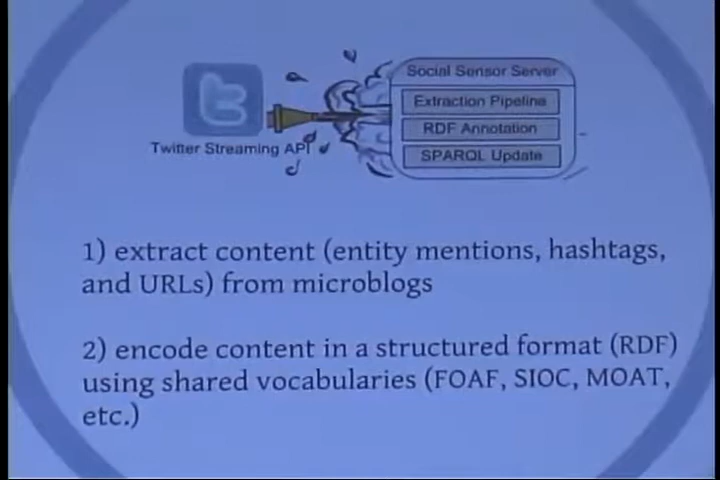 Social Sensor Server
Extraction Pipeline
RDF Annotation
Twitter Streaming API
SPARQL Update
1) extract content (entity mentions, hashtags,
and URLs) from microblogs
2) encode content in a structured format (RDF)
using shared vocabularies (FOAF, SIOC, MOAT,
etc.)